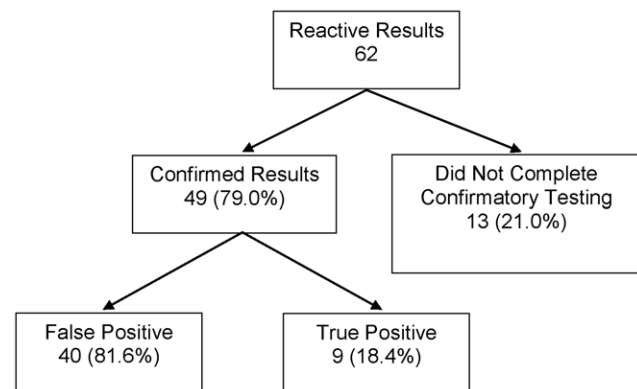 Reactive Results
62
Confirmed Results
49 (79.0%)
Did Not Complete
Confirmatory Testing
13 (21.0%)
False Positive
40 (81.6%)
True Positive
9 (18.4%)